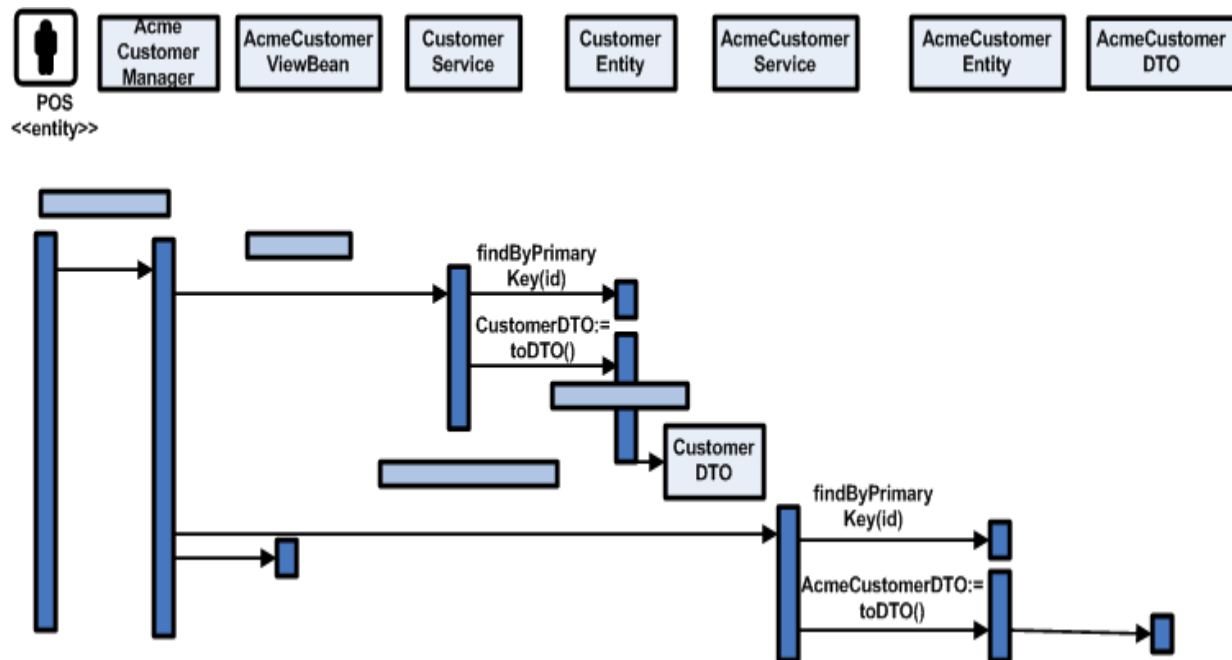 Acme
Customer
Manager
AcmeCustomer
ViewBean
Customer
Service
Customer
Entity
AcmeCustomer
Service
AcmeCustomer
Entity
AcmeCustomer
DTO
POS
<<entity>>
findByPrimary
Key(id)
CustomerDTO:=
toDTO()
Customer
DTO
findByPrimary
Key(id)
AcmeCustomerDTO:=
toDTO()